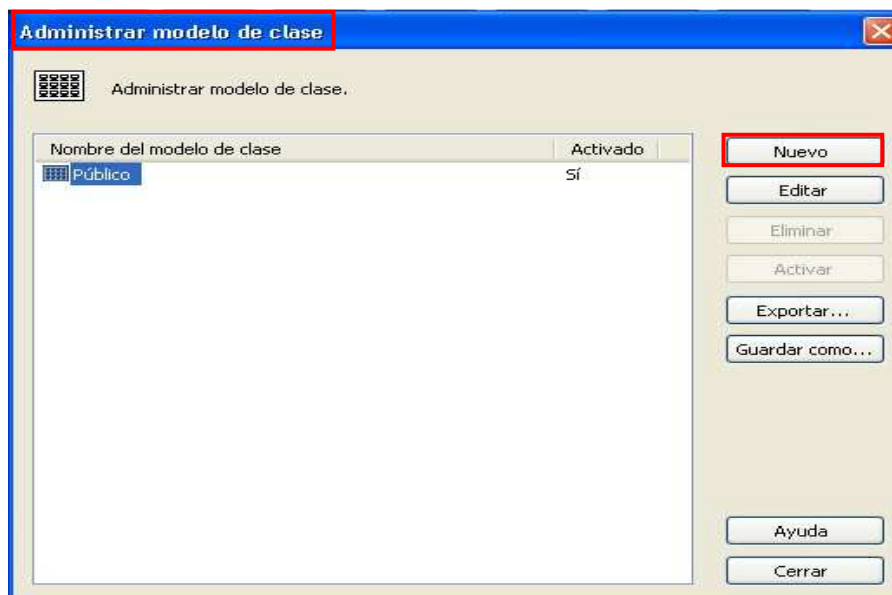 Administrar modelo de clase
Administrar modelo de clase.
Nombre del modelo de clase Activado
Público Sí
Nuevo
Editar
Eliminar
Activar
Exportar...
Guardar como...
Ayuda
Cerrar